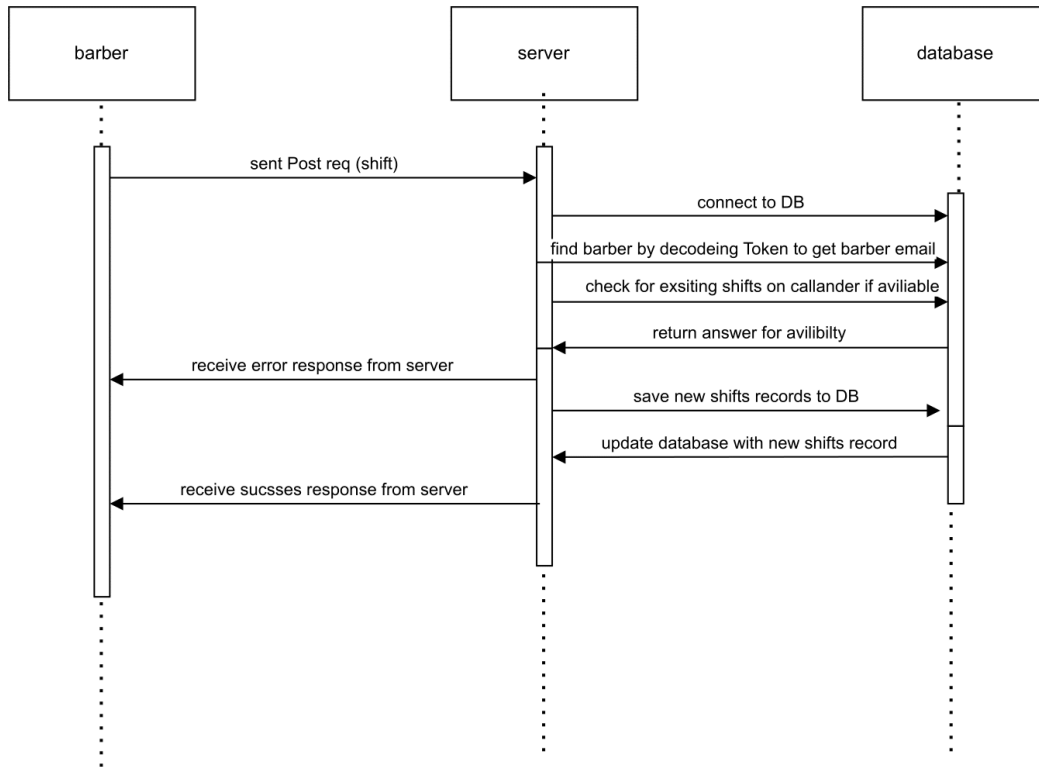 barber
server
database
sent Post req (shift)
connect to DB
find barber by decodeing Token to get barber email
check for exsiting shifts on callander if aviliable
return answer for avilibilty
receive error response from server
save new shifts records to DB
update database with new shifts record
receive sucsses response from server